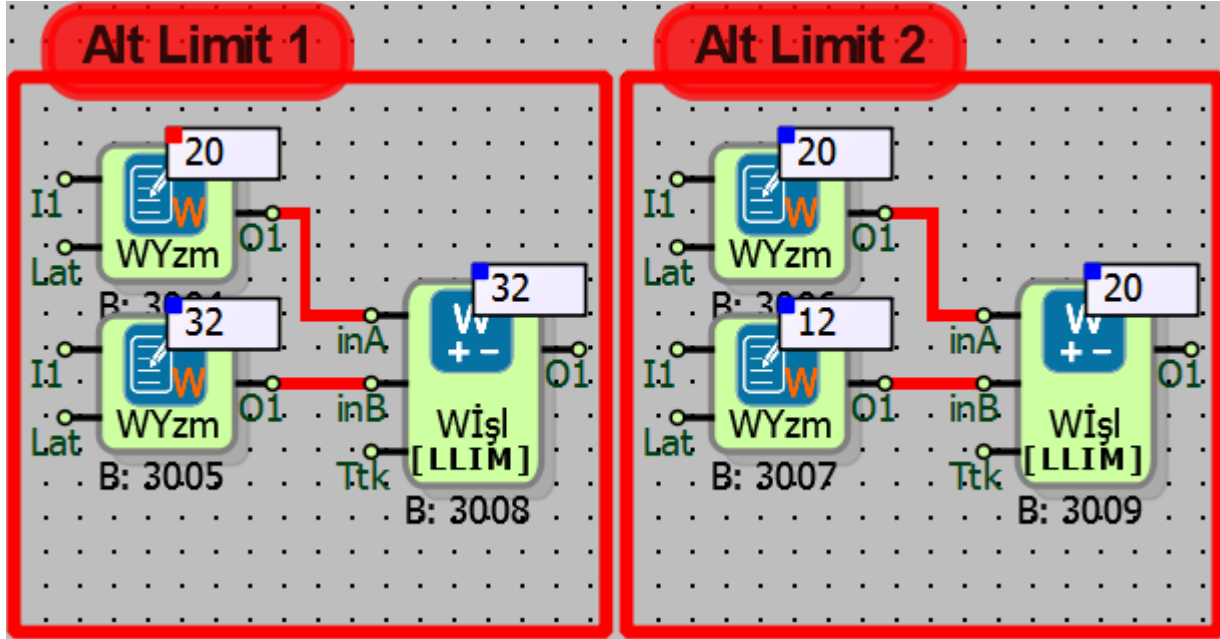 Alt Limit 1
20
I1
W
O1
WYzm
Lat
32
32
W
+ -
inA
I1
W
O1
O1
inB
WYzm
Wİşl
Lat
[LLIM]
Ttk
B: 3005
B: 3008
Alt Limit 2
20
I1
W
O1
WYzm
Lat
20
12
W
+ -
inA
I1
W
O1
O1
inB
WYzm
Wİşl
Lat
[LLIM]
Ttk
B: 3007
B: 3009